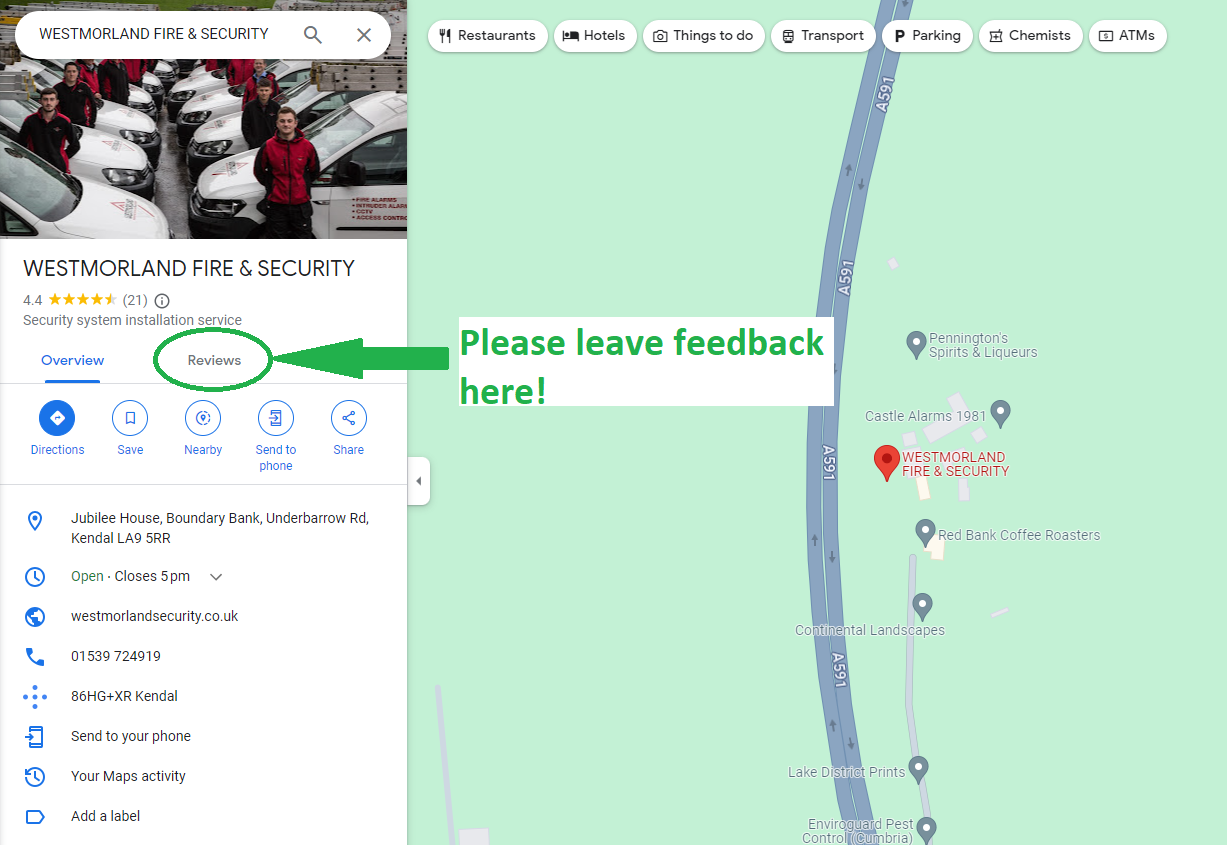 WESTMORLAND FIRE & SECURITY
Restaurants
Hotels
Things to do
Transport
Parking
Chemists
ATMs
• FIRE ALARMS
• CCTV
WESTMORLAND FIRE & SECURITY
4.4 (21)
Security system installation service
Overview
Reviews
Directions
Save
Nearby
Send to
phone
Share
Jubilee House, Boundary Bank, Underbarrow Rd,
Kendal LA9 5RR
Open · Closes 5 pm
westmorlandsecurity.co.uk
01539 724919
86HG+XR Kendal
Send to your phone
Your Maps activity
Add a label
Please leave feedback
here!
A591
A591
Pennington's
Spirits & Liqueurs
Castle Alarms 1981
A591
WESTMORLAND
FIRE & SECURITY
Red Bank Coffee Roasters
Continental Landscapes
A591
Lake District Prints
Enviroguard Pest
Control (Cumbria)